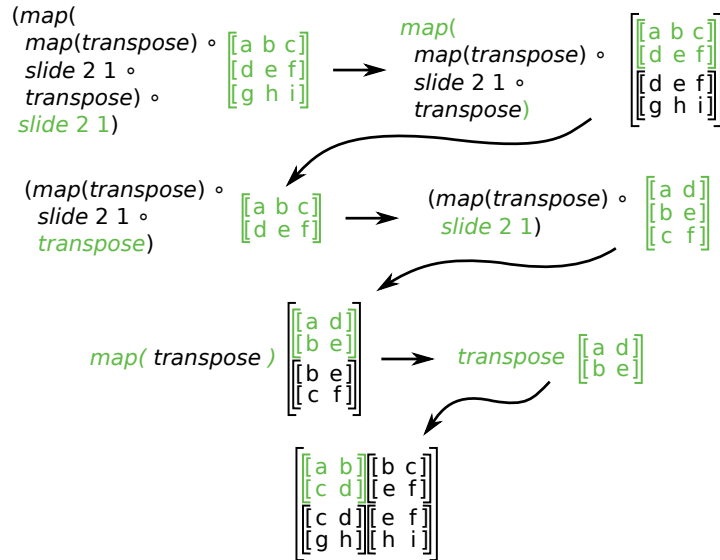 (map(
map(transpose) ∘
slide 2 1 ∘
transpose) ∘
slide 2 1)
[a b c]
[d e f]
[g h i]
map(
map(transpose) ∘
slide 2 1 ∘
transpose)
[a b c]
[d e f]
[d e f]
[g h i]
(map(transpose) ∘
slide 2 1 ∘
transpose)
[a b c]
[d e f]
(map(transpose) ∘
slide 2 1)
[a d]
[b e]
[c f]
map( transpose )
[a d]
[b e]
[b e]
[c f]
transpose
[a d]
[b e]
[a b] [b c]
[c d] [e f]
[c d] [e f]
[g h] [h i]